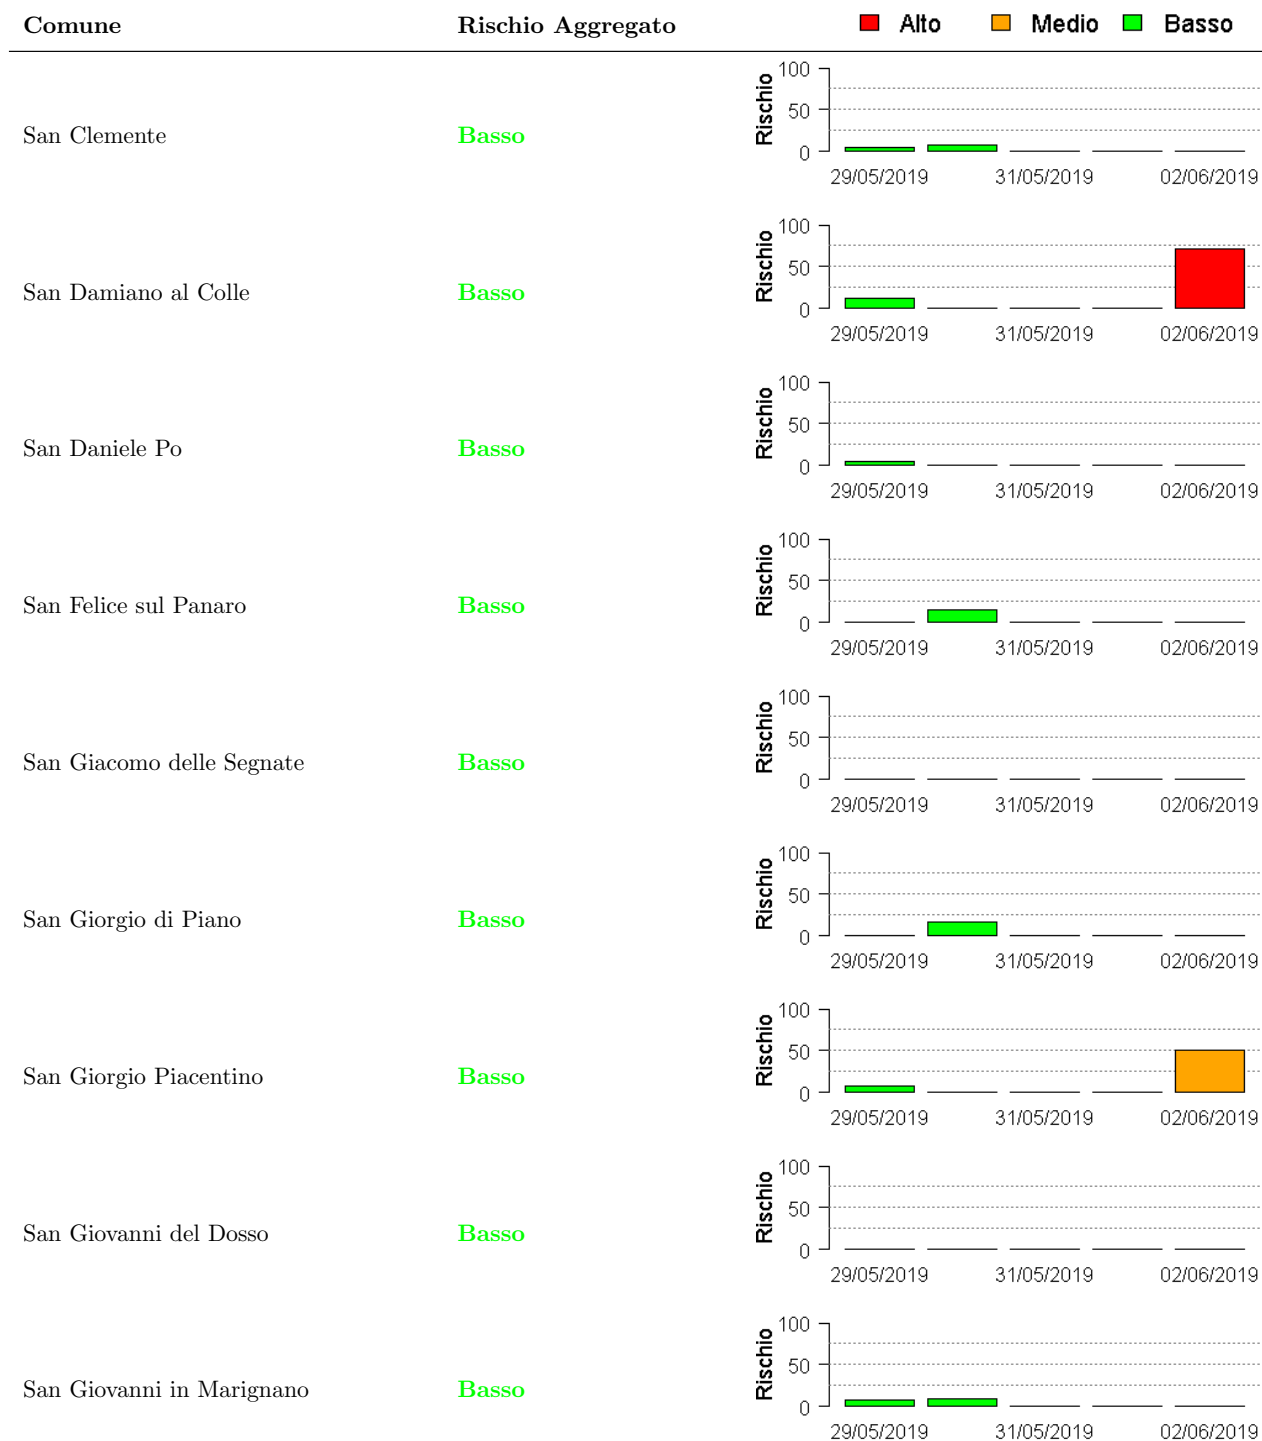 Comune Rischio Aggregato Alto Medio Basso
San Clemente Basso Rischio 100 50 0
29/05/2019 31/05/2019 02/06/2019
San Damiano al Colle Basso Rischio 100 50 0
29/05/2019 31/05/2019 02/06/2019
San Daniele Po Basso Rischio 100 50 0
29/05/2019 31/05/2019 02/06/2019
San Felice sul Panaro Basso Rischio 100 50 0
29/05/2019 31/05/2019 02/06/2019
San Giacomo delle Segnate Basso Rischio 100 50 0
29/05/2019 31/05/2019 02/06/2019
San Giorgio di Piano Basso Rischio 100 50 0
29/05/2019 31/05/2019 02/06/2019
San Giorgio Piacentino Basso Rischio 100 50 0
29/05/2019 31/05/2019 02/06/2019
San Giovanni del Dosso Basso Rischio 100 50 0
29/05/2019 31/05/2019 02/06/2019
San Giovanni in Marignano Basso Rischio 100 50 0
29/05/2019 31/05/2019 02/06/2019